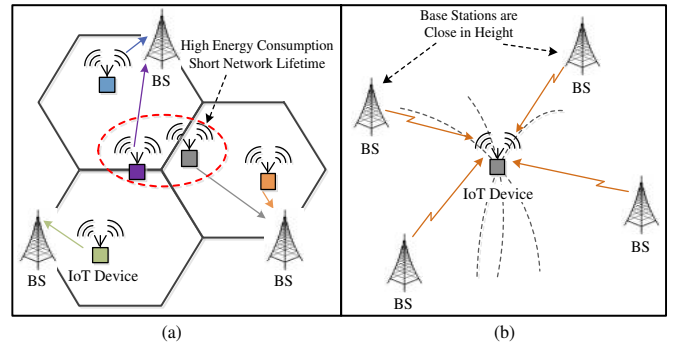 BS
High Energy Consumption
Short Network Lifetime
BS
IoT Device
BS
(a)
Base Stations are
Close in Height
BS
BS
IoT Device
BS
BS
(b)